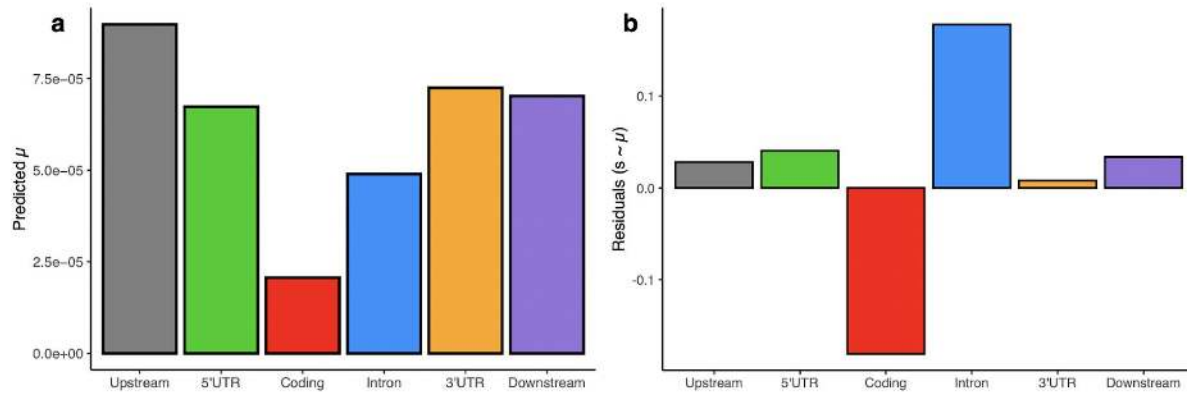 a
Predicted μ
7.5e−05
5.0e−05
2.5e−05
0.0e+00
Upstream 5'UTR Coding Intron 3'UTR Downstream
b
Residuals (s ~ μ)
0.1
0.0
-0.1
Upstream 5'UTR Coding Intron 3'UTR Downstream